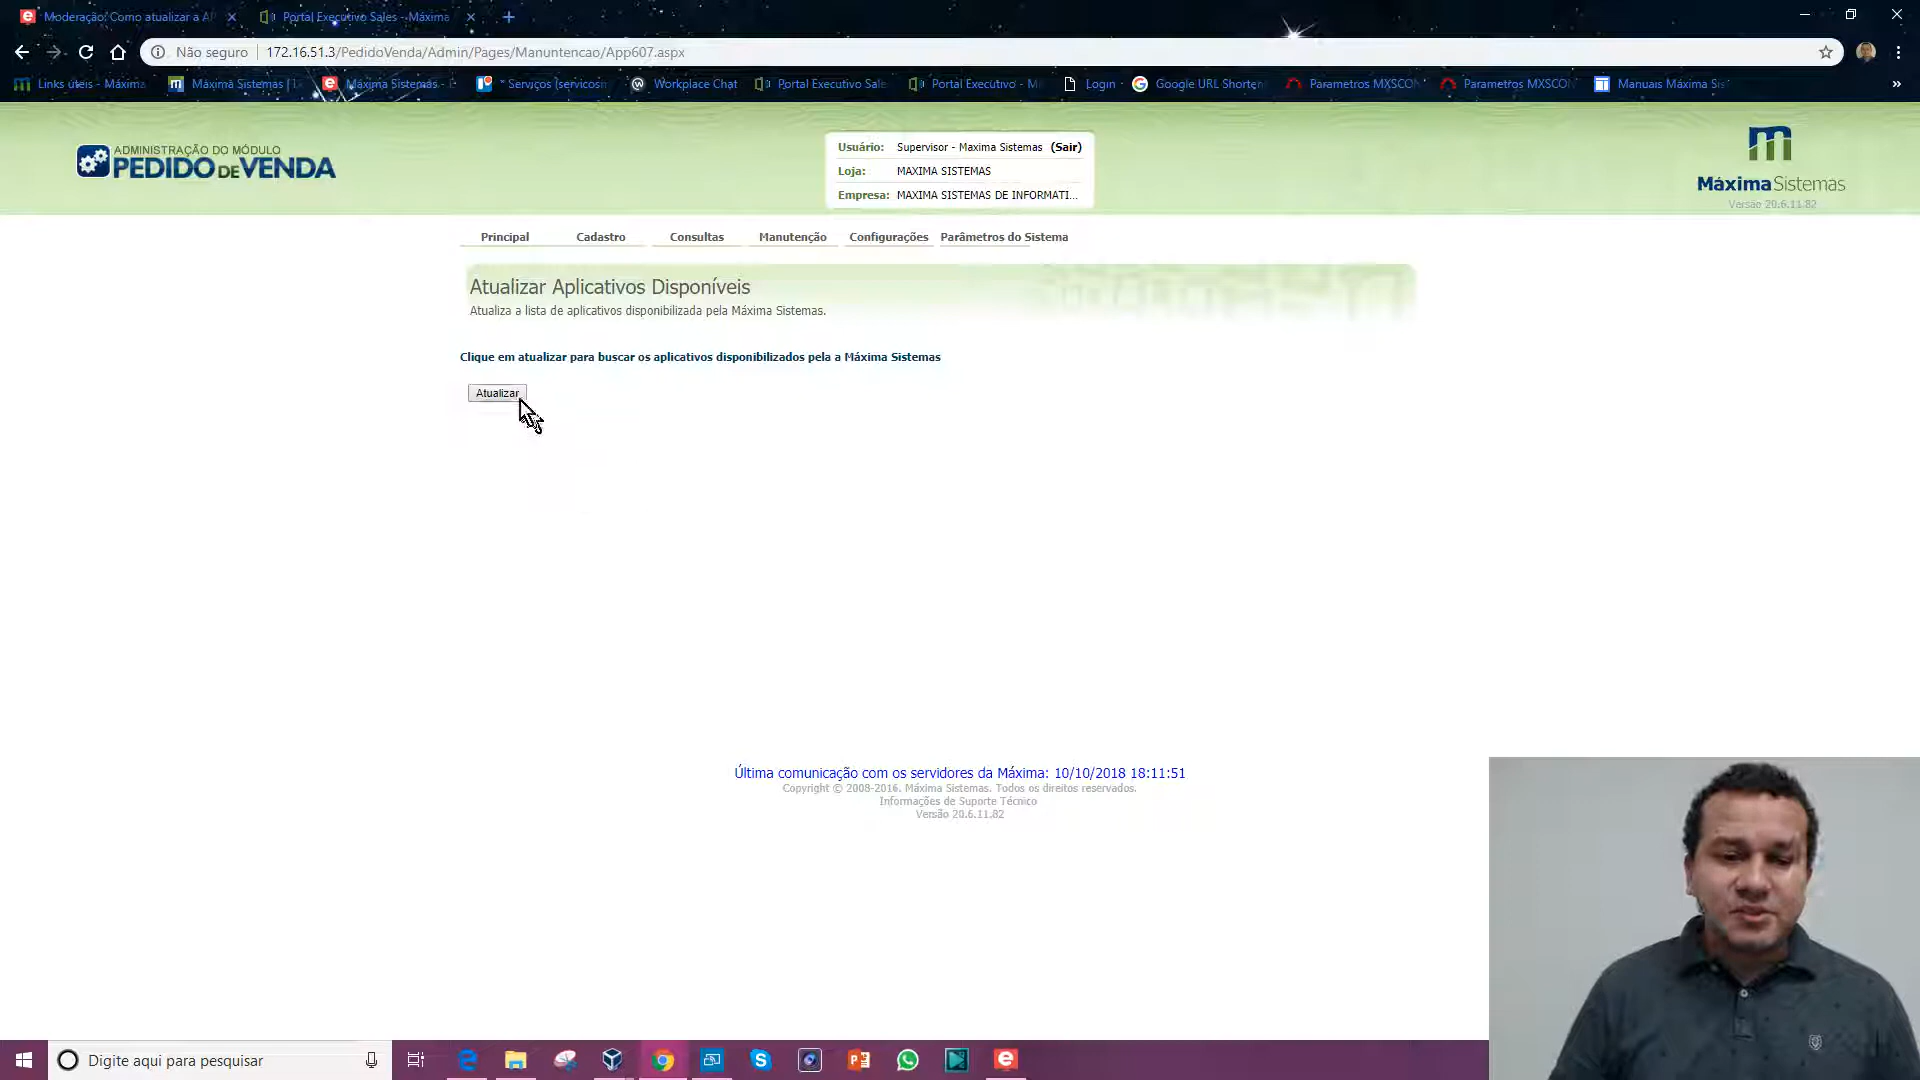 Moderação: Como atualizar a A
Portal Executivo Sales - Máxima
Não seguro
172.16.51.3/PedidoVenda/Admin/Pages/Manuntencao/App607.aspx
Links úteis - Máxima
Máxima Sistemas |
Máxima Sistemas -
* Serviços (servicos
Workplace Chat
Portal Executivo Sale
Portal Executivo - M
Login
Google URL Shorten
Parametros MXSCON
Parametros MXSCON
Manuais Máxima Sis
»
ADMINISTRAÇÃO DO MÓDULO
PEDIDO DE VENDA
Usuário: Supervisor - Maxima Sistemas (Sair)
Loja: MAXIMA SISTEMAS
Empresa: MAXIMA SISTEMAS DE INFORMATI...
MáximaSistemas
Versão 20.6.11.82
Principal
Cadastro
Consultas
Manutenção
Configurações
Parâmetros do Sistema
Atualizar Aplicativos Disponíveis
Atualiza a lista de aplicativos disponibilizada pela Máxima Sistemas.
Clique em atualizar para buscar os aplicativos disponibilizados pela a Máxima Sistemas
Atualizar
Última comunicação com os servidores da Máxima: 10/10/2018 18:11:51
Copyright © 2008-2016. Máxima Sistemas. Todos os direitos reservados.
Informações de Suporte Técnico
Versão 20.6.11.82
Digite aqui para pesquisar